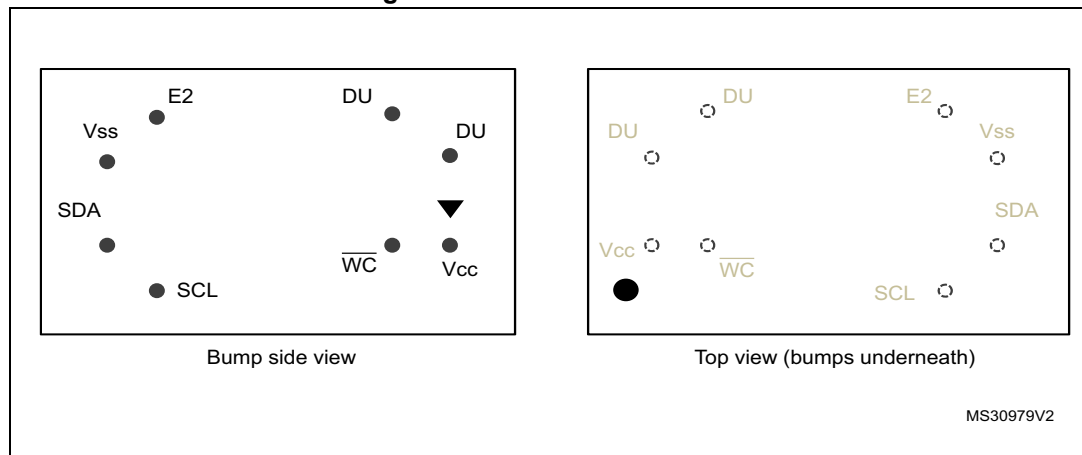 g
E2
DU
Vss
DU
SDA
WC
Vcc
SCL
Bump side view
DU
E2
DU
Vss
SDA
Vcc
WC
SCL
Top view (bumps underneath)
MS30979V2